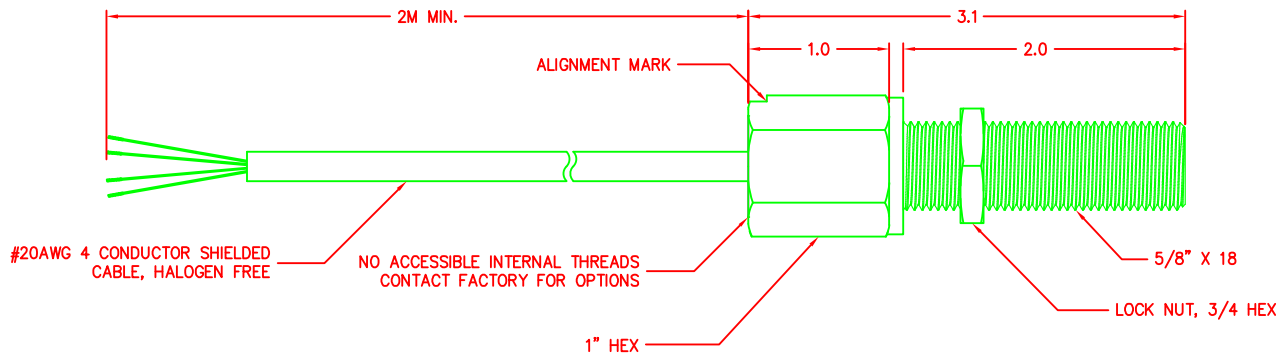 2M MIN.
3.1
1.0
2.0
ALIGNMENT MARK
#20AWG 4 CONDUCTOR SHIELDED
CABLE, HALOGEN FREE
NO ACCESSIBLE INTERNAL THREADS
CONTACT FACTORY FOR OPTIONS
5/8" X 18
LOCK NUT, 3/4 HEX
1" HEX